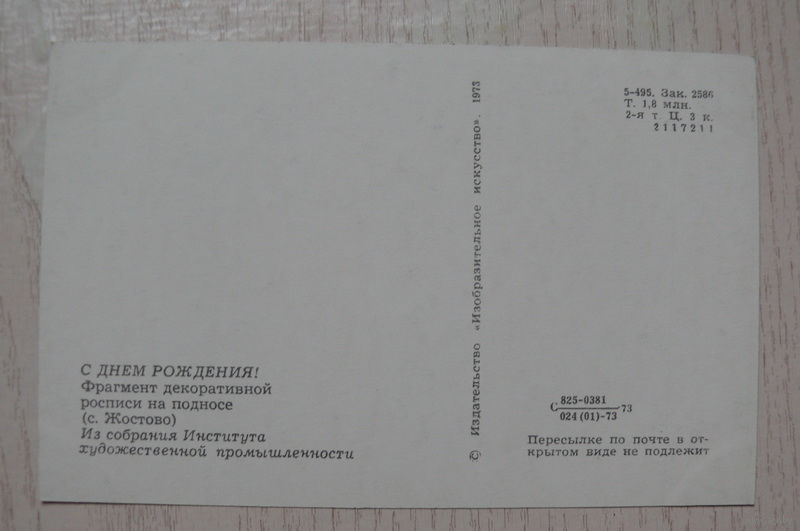 С ДНЕМ РОЖДЕНИЯ!
Фрагмент декоративной
росписи на подносе
(с. Жостово)
Из собрания Института
художественной промышленности
© Издательство «Изобразительное искусство». 1973
5-495. Зак. 2586
Т. 1,8 млн.
2-я т Ц. 3 к.
2117211
С 825-0381
024 (01)-73 73
Пересылке по почте в от-
крытом виде не подлежит